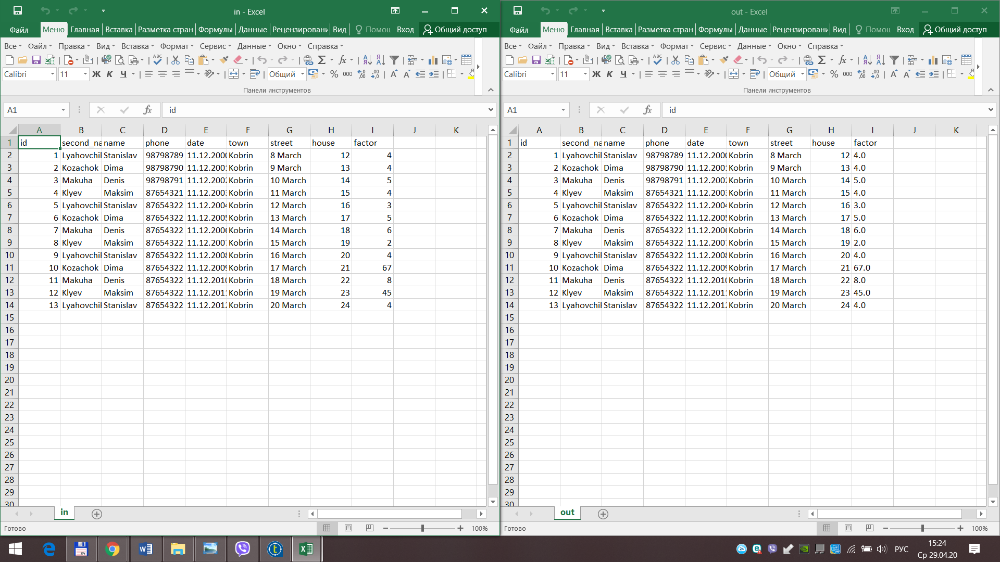 in - Excel
Файл Меню Главная Вставка Разметка стран Формулы Данные Рецензировани Вид Помощ Вход Общий доступ
Все Файл Правка Вид Вставка Формат Сервис Данные Окно Справка
Calibri 11 Ж К Ч Общий % 000
Панели инструментов
A1 fx id
A B C D E F G H I J K
1 id second_na name phone date town street house factor
2 1 Lyahovchil Stanislav 98798789 11.12.2000 Kobrin 8 March 12 4
3 2 Kozachok Dima 98798790 11.12.2001 Kobrin 9 March 13 4
4 3 Makuha Denis 98798791 11.12.2002 Kobrin 10 March 14 5
5 4 Klyev Maksim 87654321 11.12.2003 Kobrin 11 March 15 4
6 5 Lyahovchil Stanislav 87654322 11.12.2004 Kobrin 12 March 16 3
7 6 Kozachok Dima 87654322 11.12.2005 Kobrin 13 March 17 5
8 7 Makuha Denis 87654322 11.12.2006 Kobrin 14 March 18 6
9 8 Klyev Maksim 87654322 11.12.2007 Kobrin 15 March 19 2
10 9 Lyahovchil Stanislav 87654322 11.12.2008 Kobrin 16 March 20 4
11 10 Kozachok Dima 87654322 11.12.2009 Kobrin 17 March 21 67
12 11 Makuha Denis 87654322 11.12.2010 Kobrin 18 March 22 8
13 12 Klyev Maksim 87654322 11.12.2011 Kobrin 19 March 23 45
14 13 Lyahovchil Stanislav 87654322 11.12.2012 Kobrin 20 March 24 4
15
16
17
18
19
20
21
22
23
24
25
26
27
28
29
30
in
Готово 100%
out - Excel
Файл Меню Главная Вставка Разметка стран Формулы Данные Рецензировани Вид Помощ Вход Общий доступ
Все Файл Правка Вид Вставка Формат Сервис Данные Окно Справка
Calibri 11 Ж К Ч Общий % 000
Панели инструментов
A1 fx id
A B C D E F G H I J K
1 id second_na name phone date town street house factor
2 1 Lyahovchil Stanislav 98798789 11.12.2000 Kobrin 8 March 12 4.0
3 2 Kozachok Dima 98798790 11.12.2001 Kobrin 9 March 13 4.0
4 3 Makuha Denis 98798791 11.12.2002 Kobrin 10 March 14 5.0
5 4 Klyev Maksim 87654321 11.12.2003 Kobrin 11 March 15 4.0
6 5 Lyahovchil Stanislav 87654322 11.12.2004 Kobrin 12 March 16 3.0
7 6 Kozachok Dima 87654322 11.12.2005 Kobrin 13 March 17 5.0
8 7 Makuha Denis 87654322 11.12.2006 Kobrin 14 March 18 6.0
9 8 Klyev Maksim 87654322 11.12.2007 Kobrin 15 March 19 2.0
10 9 Lyahovchil Stanislav 87654322 11.12.2008 Kobrin 16 March 20 4.0
11 10 Kozachok Dima 87654322 11.12.2009 Kobrin 17 March 21 67.0
12 11 Makuha Denis 87654322 11.12.2010 Kobrin 18 March 22 8.0
13 12 Klyev Maksim 87654322 11.12.2011 Kobrin 19 March 23 45.0
14 13 Lyahovchil Stanislav 87654322 11.12.2012 Kobrin 20 March 24 4.0
15
16
17
18
19
20
21
22
23
24
25
26
27
28
29
30
out
Готово 100%
РУС 15:24
Ср 29.04.20